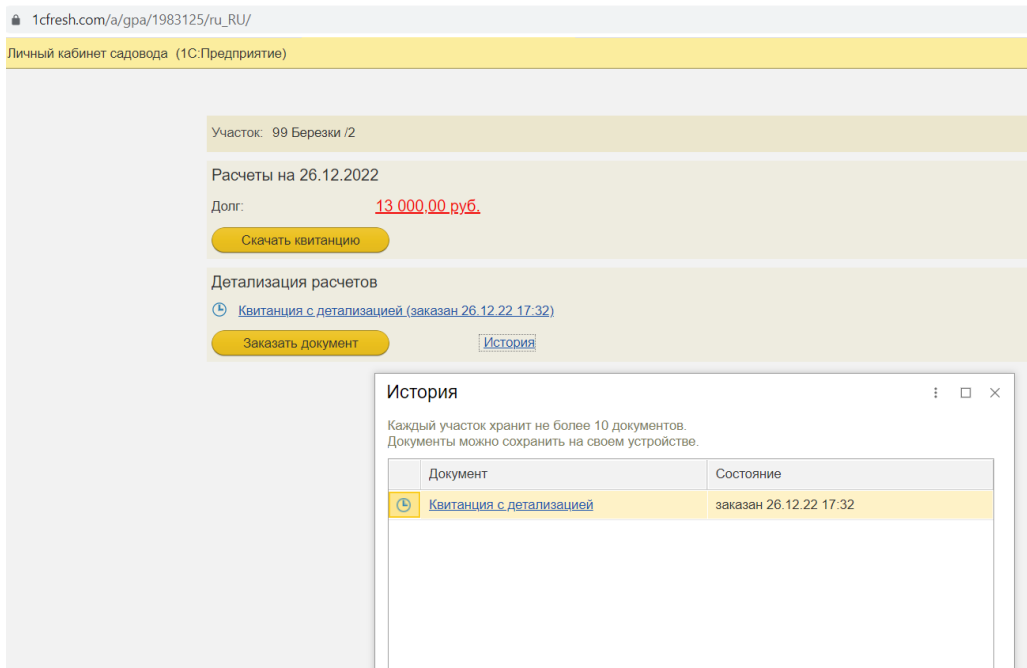 1cfresh.com/a/gpa/1983125/ru_RU/
Личный кабинет садовода (1С:Предприятие)
Участок: 99 Березки /2
Расчеты на 26.12.2022
Долг: 13 000,00 руб.
Скачать квитанцию
Детализация расчетов
Квитанция с детализацией (заказан 26.12.22 17:32)
Заказать документ История
История
Каждый участок хранит не более 10 документов.
Документы можно сохранить на своем устройстве.
Документ Состояние
Квитанция с детализацией заказан 26.12.22 17:32